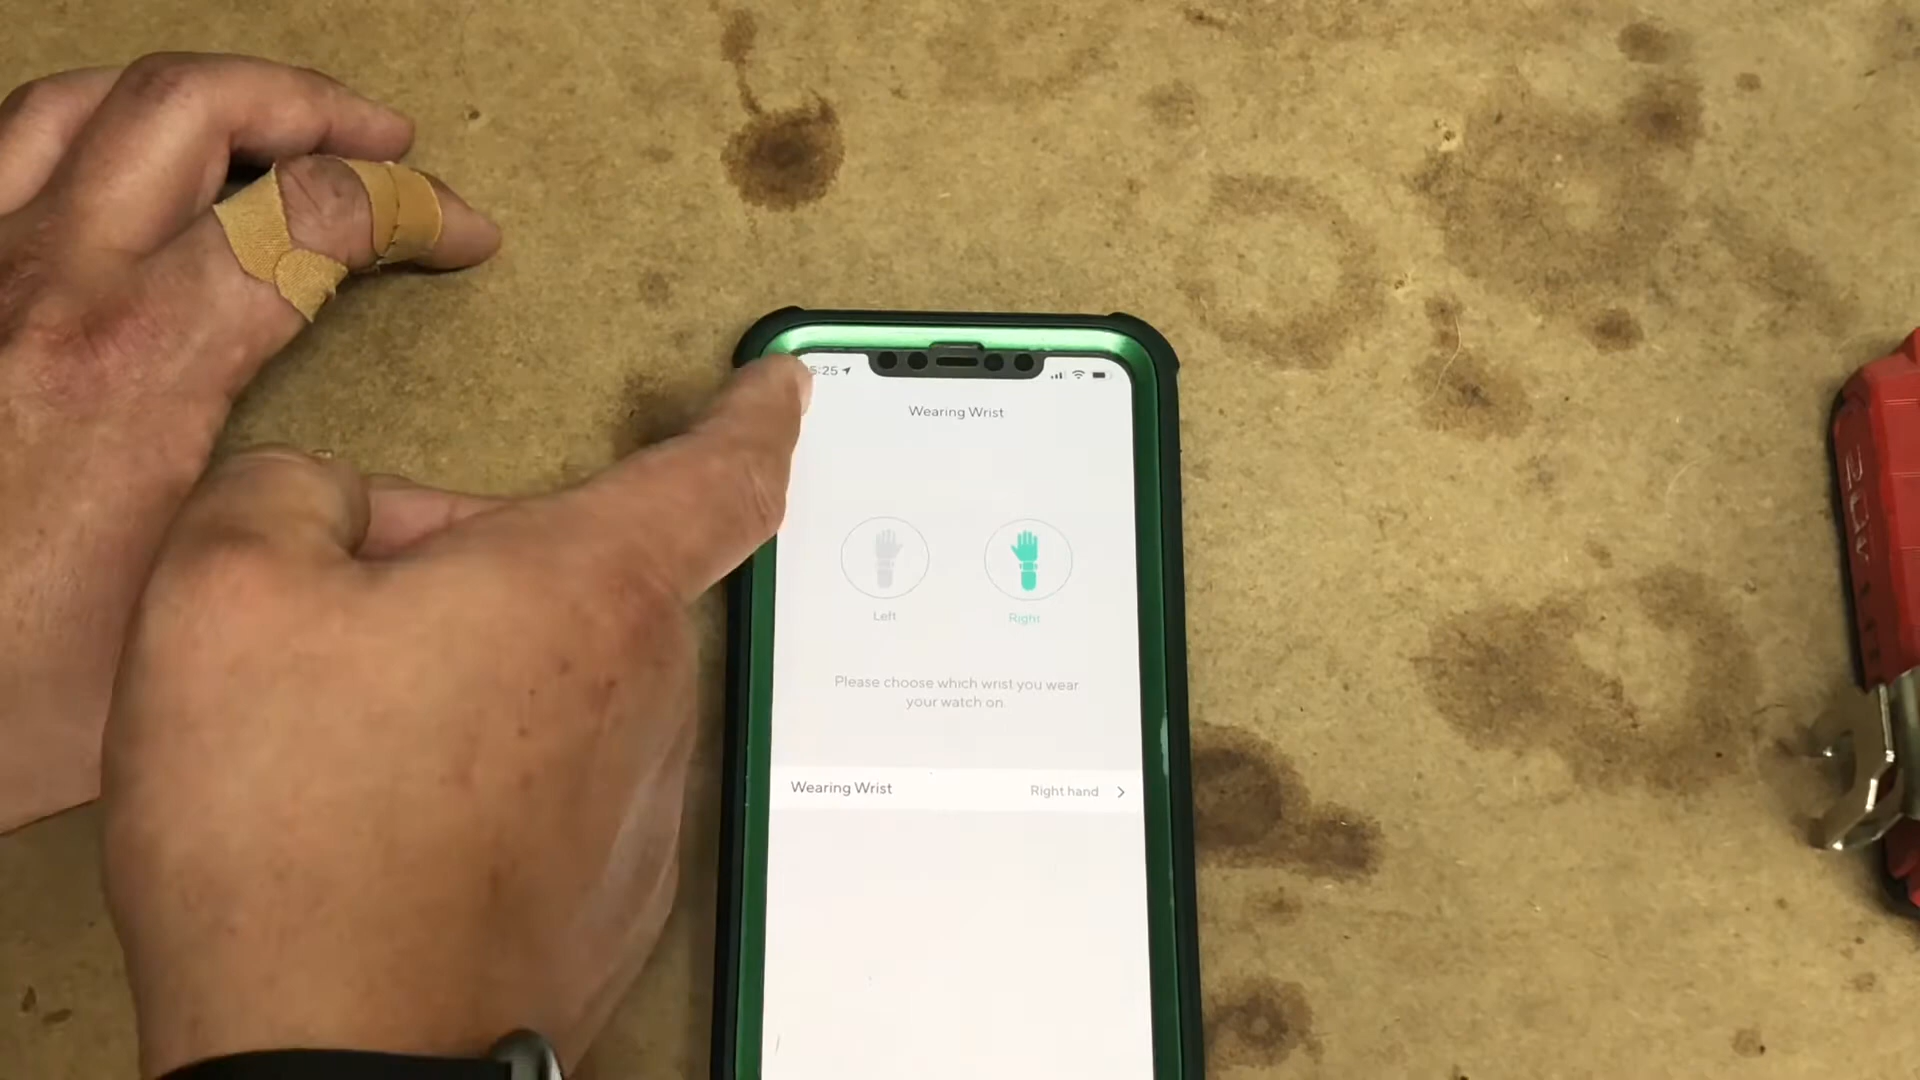 5:25
Wearing Wrist
Left
Right
Please choose which wrist you wear
your watch on.
Wearing Wrist
Right hand